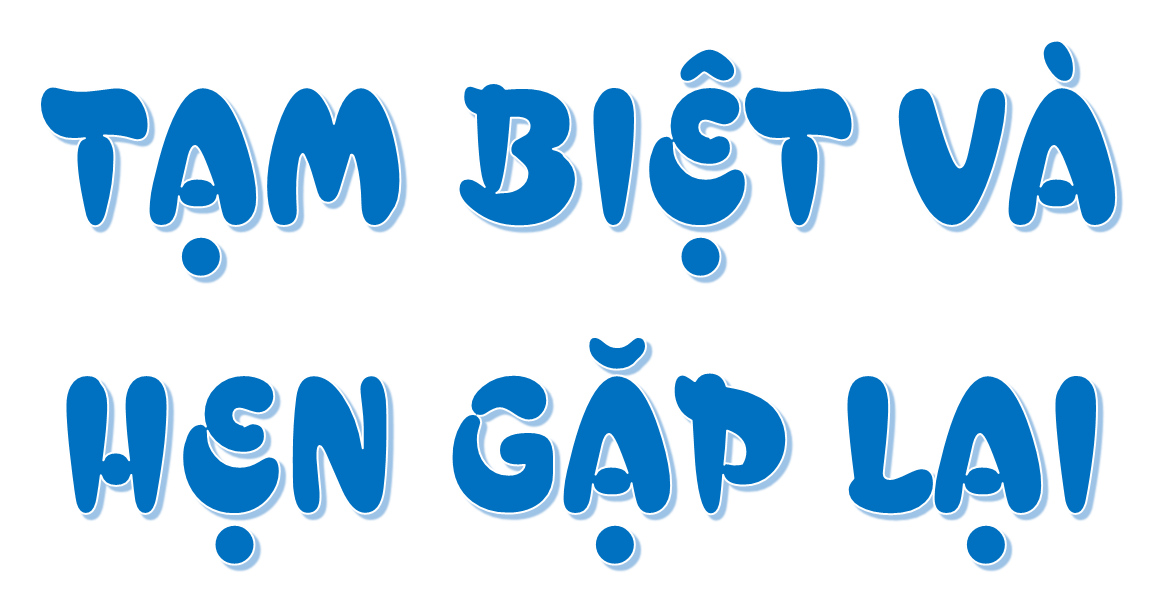 TẠM BIỆT VÀ
HẸN GẶP LẠI